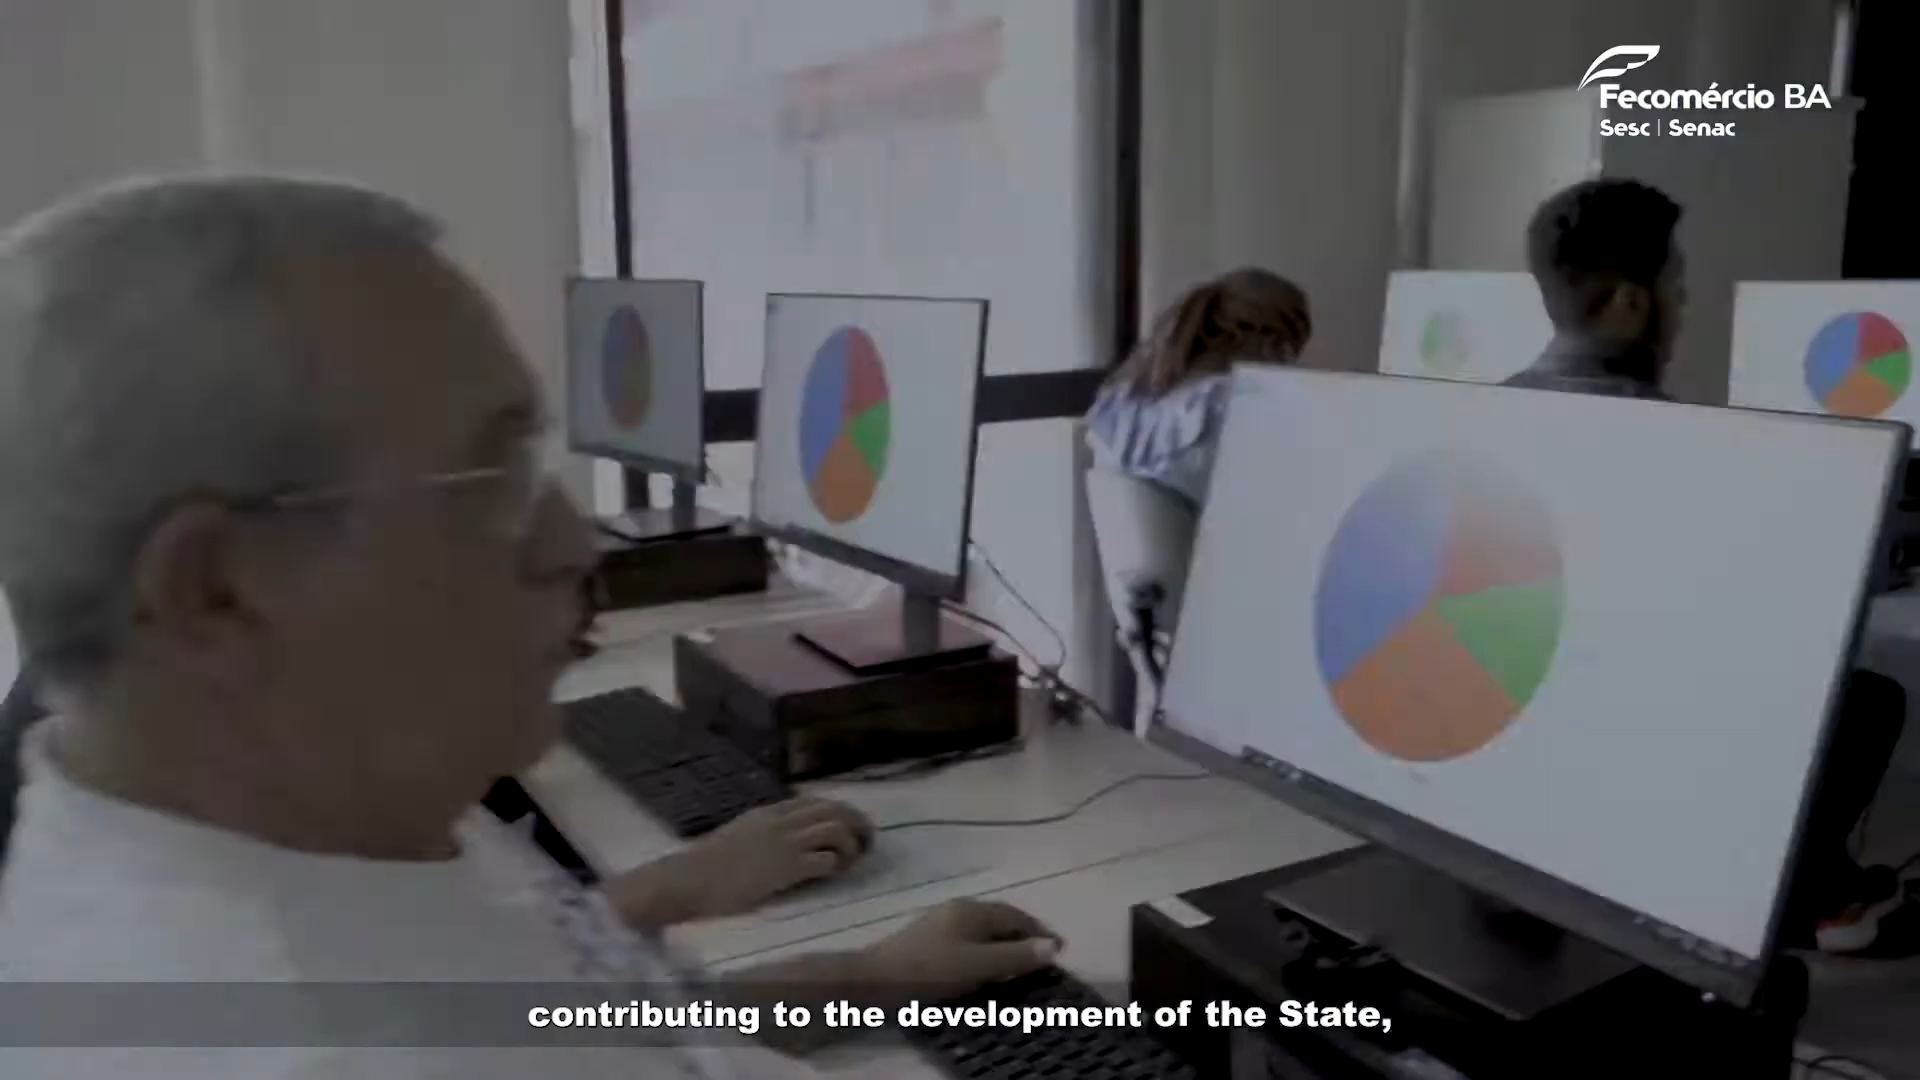 Fecomércio BA
Sesc | Senac
contributing to the development of the State,